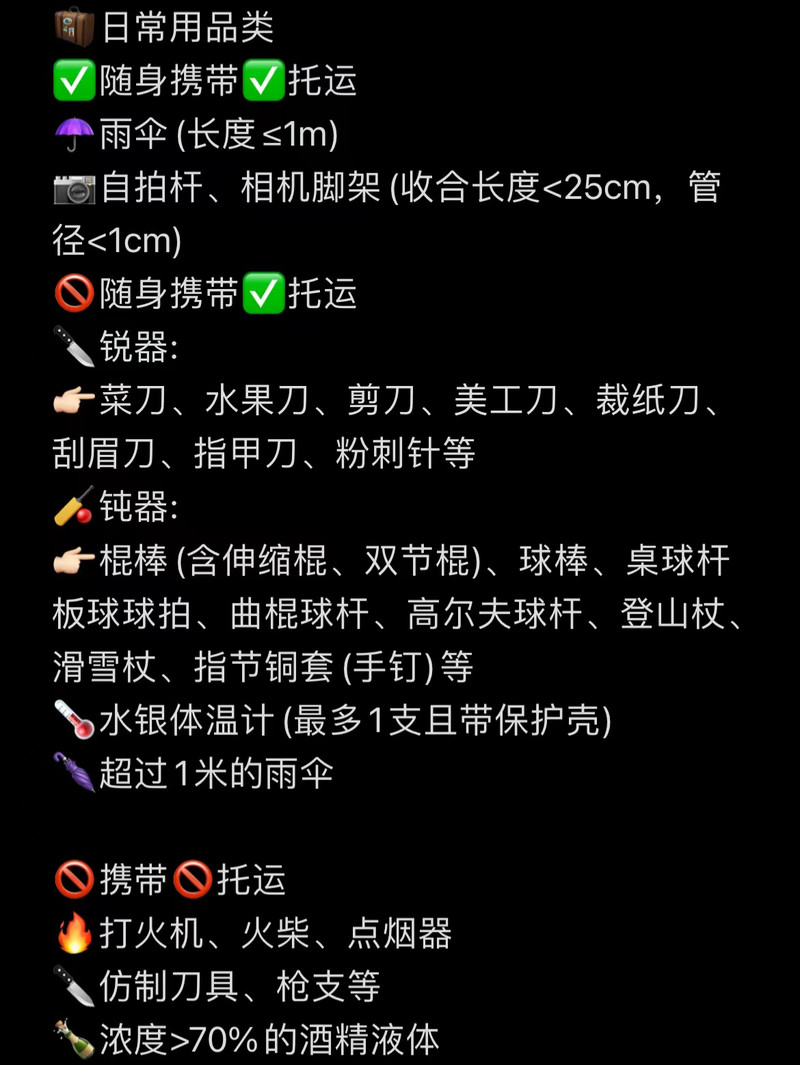 🧳日常用品类
✅随身携带✅托运
☂️雨伞(长度≤1m)
📷自拍杆、相机脚架(收合长度<25cm，管
径<1cm)
🚫随身携带✅托运
🔪锐器:
👉🏻菜刀、水果刀、剪刀、美工刀、裁纸刀、
刮眉刀、指甲刀、粉刺针等
🏏钝器:
👉🏻棍棒(含伸缩棍、双节棍)、球棒、桌球杆
板球球拍、曲棍球杆、高尔夫球杆、登山杖、
滑雪杖、指节铜套(手钉)等
🌡️水银体温计(最多1支且带保护壳)
🌂超过1米的雨伞
🚫携带🚫托运
🔥打火机、火柴、点烟器
🔪仿制刀具、枪支等
🍾浓度>70%的酒精液体